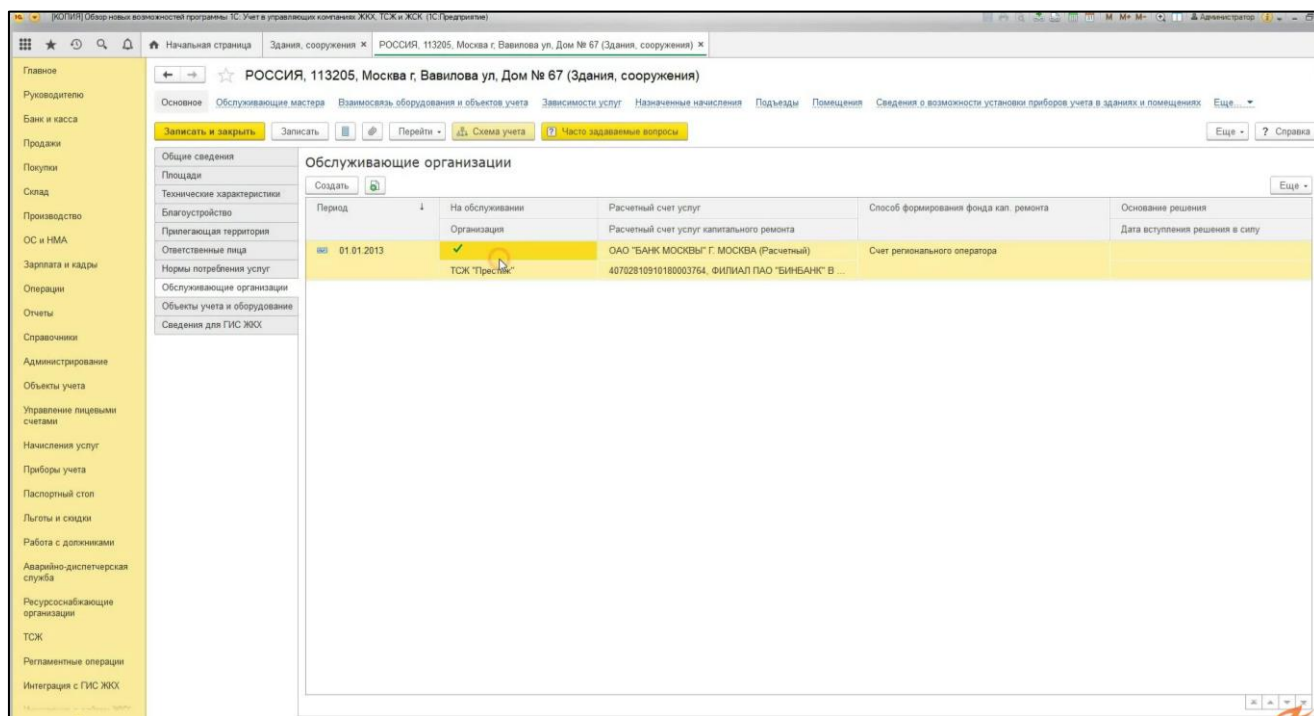 [КОПИЯ] Обзор новых возможностей программы 1С: Учет в управляющих компаниях ЖКХ, ТСЖ и ЖСК (1С:Предприятие)
M M+ M- Администратор
Начальная страница Здания, сооружения × РОССИЯ, 113205, Москва г, Вавилова ул, Дом № 67 (Здания, сооружения) ×
Главное
Руководителю
Банк и касса
Продажи
Покупки
Склад
Производство
ОС и НМА
Зарплата и кадры
Операции
Отчеты
Справочники
Администрирование
Объекты учета
Управление лицевыми
счетами
Начисления услуг
Приборы учета
Паспортный стол
Льготы и скидки
Работа с должниками
Аварийно-диспетчерская
служба
Ресурсоснабжающие
организации
ТСЖ
Регламентные операции
Интеграция с ГИС ЖКХ
РОССИЯ, 113205, Москва г, Вавилова ул, Дом № 67 (Здания, сооружения)
Основное Обслуживающие мастера Взаимосвязь оборудования и объектов учета Зависимости услуг Назначенные начисления Подъезды Помещения Сведения о возможности установки приборов учета в зданиях и помещениях Еще...
Записать и закрыть Записать Перейти Схема учета Часто задаваемые вопросы Еще ? Справка
Общие сведения
Площади
Технические характеристики
Благоустройство
Прилегающая территория
Ответственные лица
Нормы потребления услуг
Обслуживающие организации
Объекты учета и оборудование
Сведения для ГИС ЖКХ
Обслуживающие организации
Создать Еще
Период ↓ На обслуживании Расчетный счет услуг Способ формирования фонда кап. ремонта Основание решения
Организация Расчетный счет услуг капитального ремонта Дата вступления решения в силу
01.01.2013 ОАО "БАНК МОСКВЫ" Г. МОСКВА (Расчетный) Счет регионального оператора
ТСЖ "Престиж" 40702810910180003764, ФИЛИАЛ ПАО "БИНБАНК" В ...